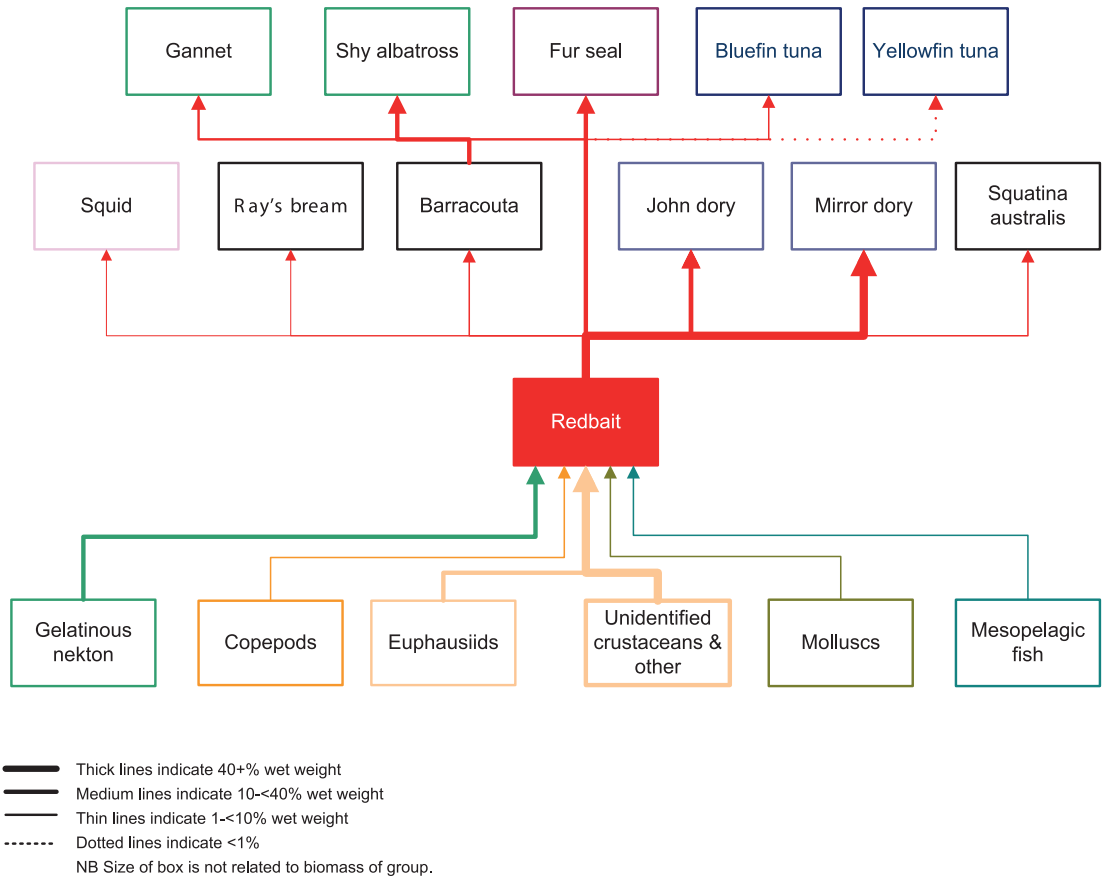 Gannet
Shy albatross
Fur seal
Bluefin tuna
Yellowfin tuna
Squid
Ray's bream
Barracouta
John dory
Mirror dory
Squatina
australis
Redbait
Gelatinous
nekton
Copepods
Euphausiids
Unidentified
crustaceans &
other
Molluscs
Mesopelagic
fish
Thick lines indicate 40+% wet weight
Medium lines indicate 10-<40% wet weight
Thin lines indicate 1-<10% wet weight
Dotted lines indicate <1%
NB Size of box is not related to biomass of group.